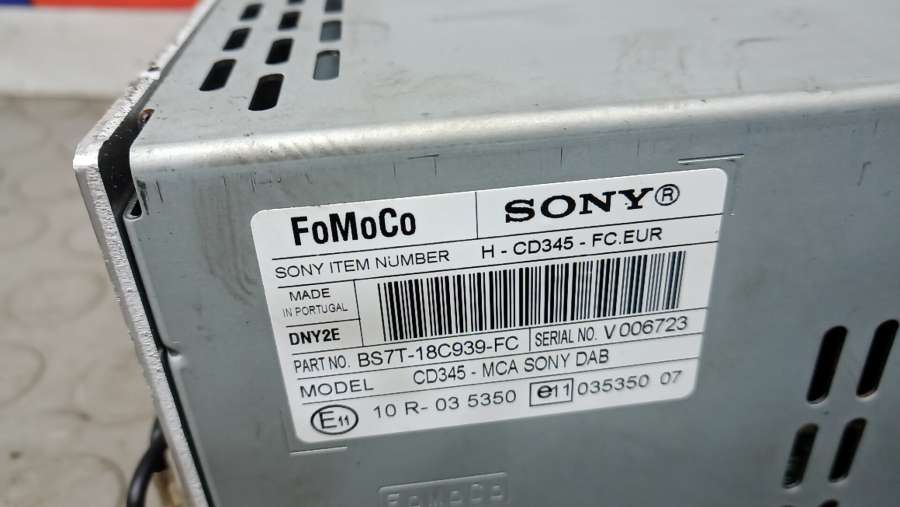 FoMoCo SONY®
SONY ITEM NUMBER H - CD345 - FC.EUR
MADE
IN PORTUGAL
DNY2E
PART NO. BS7T-18C939-FC SERIAL NO. V006723
MODEL CD345 - MCA SONY DAB
E11 10 R- 03 5350 e11 035350 07
FoMoCo